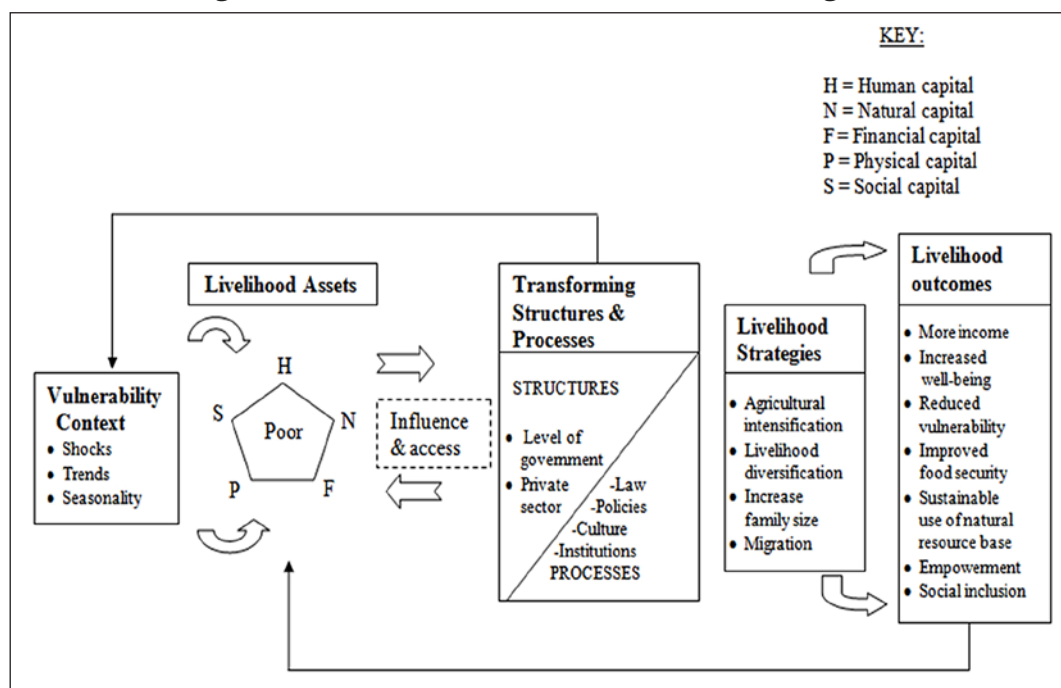 KEY:
H = Human capital
N = Natural capital
F = Financial capital
P = Physical capital
S = Social capital
Livelihood Assets
Vulnerability
Context
• Shocks
• Trends
• Seasonality
H
S
N
Poor
P
F
Influence
& access
Transforming
Structures &
Processes
STRUCTURES
• Level of
government
• Private
sector
-Law
-Policies
-Culture
-Institutions
PROCESSES
Livelihood
Strategies
• Agricultural
intensification
• Livelihood
diversification
• Increase
family size
• Migration
Livelihood
outcomes
• More income
• Increased
well-being
• Reduced
vulnerability
• Improved
food security
• Sustainable
use of natural
resource base
• Empowerment
• Social inclusion